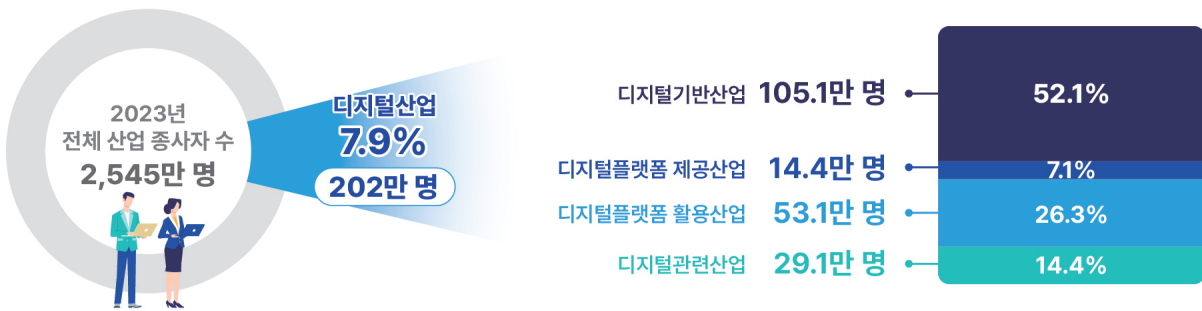 2023년
전체 산업 종사자 수
2,545만 명
디지털산업
7.9%
202만 명
디지털기반산업 105.1만 명 52.1%
디지털플랫폼 제공산업 14.4만 명 7.1%
디지털플랫폼 활용산업 53.1만 명 26.3%
디지털관련산업 29.1만 명 14.4%